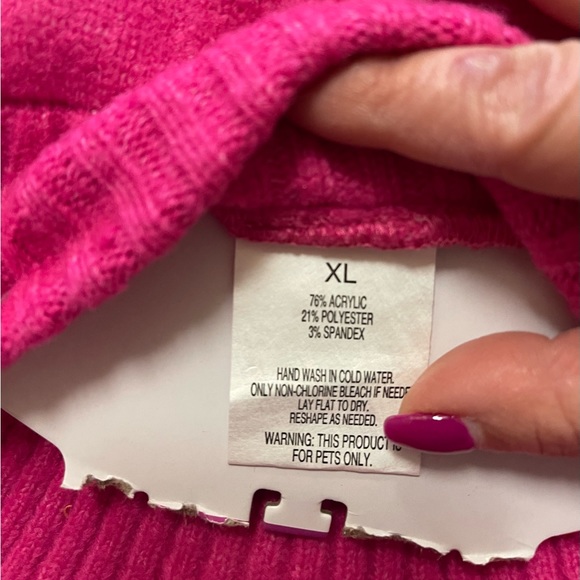 XL
76% ACRYLIC
21% POLYESTER
3% SPANDEX
HAND WASH IN COLD WATER.
ONLY NON-CHLORINE BLEACH IF NEEDE
LAY FLAT TO DRY.
RESHAPE AS NEEDED.
WARNING: THIS PRODUCT IS
FOR PETS ONLY.